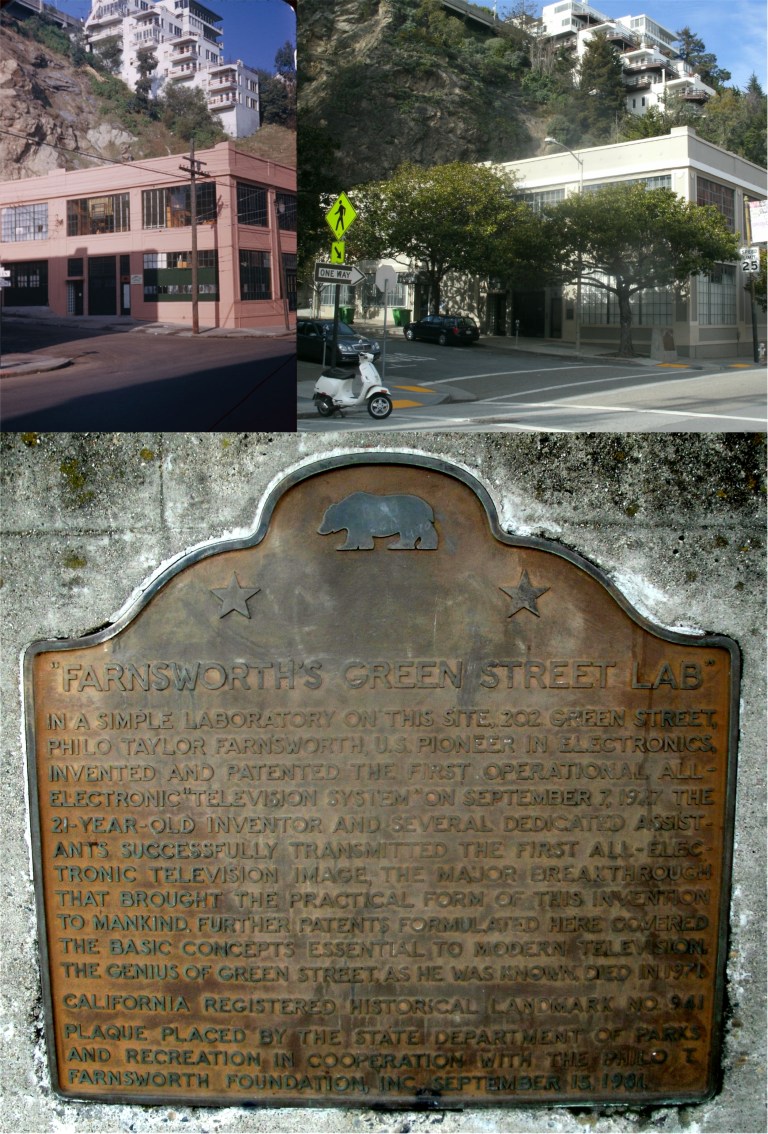 ONE WAY
SPEED
LIMIT
25
"FARNSWORTH'S GREEN STREET LAB"
IN A SIMPLE LABORATORY ON THIS SITE, 202 GREEN STREET,
PHILO TAYLOR FARNSWORTH, U.S. PIONEER IN ELECTRONICS,
INVENTED AND PATENTED THE FIRST OPERATIONAL ALL-
ELECTRONIC "TELEVISION SYSTEM." ON SEPTEMBER 7, 1927, THE
21-YEAR-OLD INVENTOR AND SEVERAL DEDICATED ASSIST-
ANTS SUCCESSFULLY TRANSMITTED THE FIRST ALL-ELEC-
TRONIC TELEVISION IMAGE, THE MAJOR BREAKTHROUGH
THAT BROUGHT THE PRACTICAL FORM OF THIS INVENTION
TO MANKIND. FURTHER PATENTS FORMULATED HERE COVERED
THE BASIC CONCEPTS ESSENTIAL TO MODERN TELEVISION.
THE GENIUS OF GREEN STREET, AS HE WAS KNOWN, DIED IN 1971.
CALIFORNIA REGISTERED HISTORICAL LANDMARK NO. 941
PLAQUE PLACED BY THE STATE DEPARTMENT OF PARKS
AND RECREATION IN COOPERATION WITH THE PHILO T.
FARNSWORTH FOUNDATION, INC., SEPTEMBER 15, 1981.